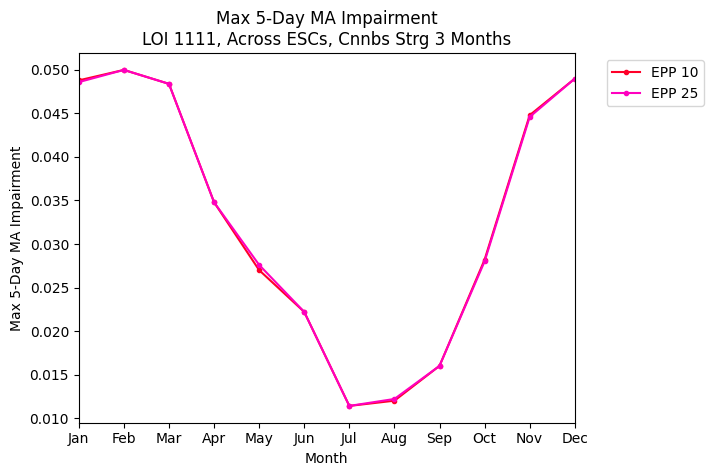 Max 5-Day MA Impairment
LOI 1111, Across ESCs, Cnnbs Strg 3 Months
EPP 10
EPP 25
Max 5-Day MA Impairment
0.050
0.045
0.040
0.035
0.030
0.025
0.020
0.015
0.010
Jan Feb Mar Apr May Jun Jul Aug Sep Oct Nov Dec
Month